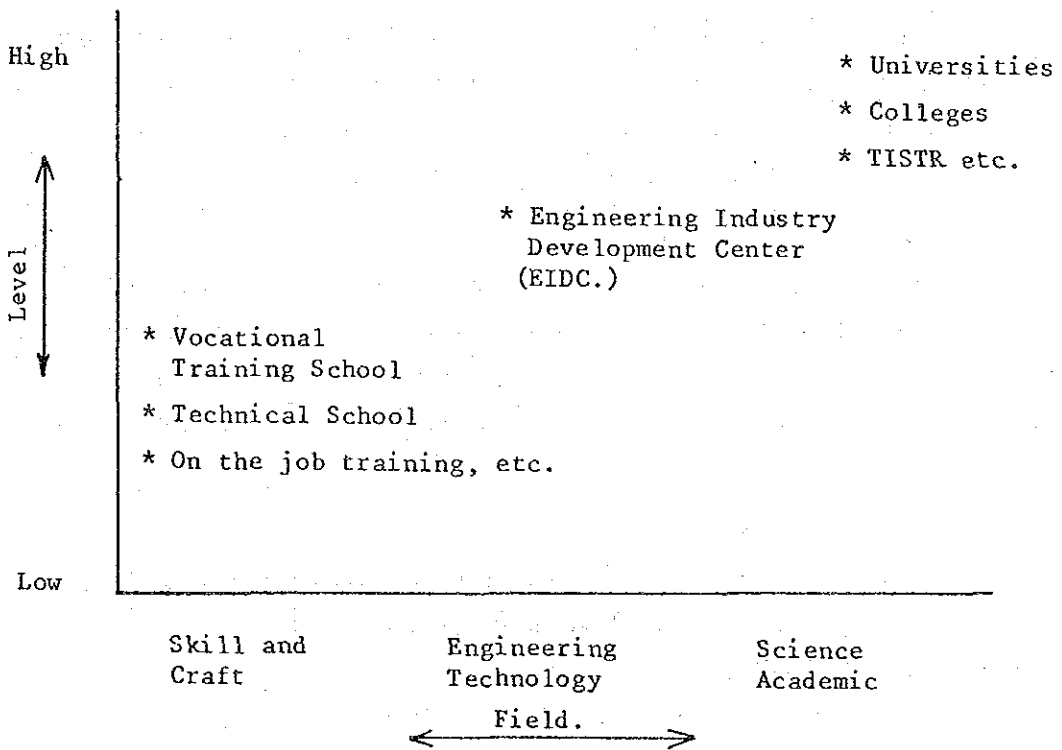 High
* Universities
* Colleges
* TISTR etc.
* Engineering Industry
Development Center
(EIDC.)
Level
* Vocational
Training School
* Technical School
* On the job training, etc.
Low
Skill and
Craft
Engineering
Technology
Science
Academic
Field.